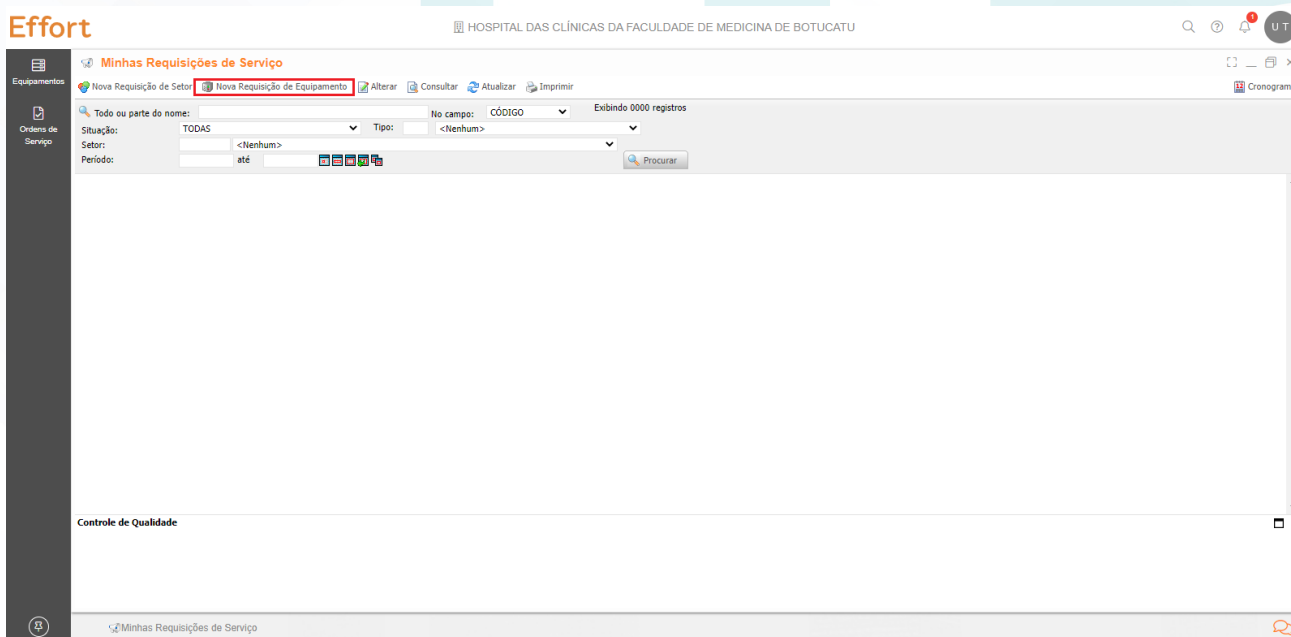 Effort
HOSPITAL DAS CLÍNICAS DA FACULDADE DE MEDICINA DE BOTUCATU
1
U T
Equipamentos
Ordens de
Serviço
Minhas Requisições de Serviço
Nova Requisição de Setor Nova Requisição de Equipamento Alterar Consultar Atualizar Imprimir
12 Cronogram
Todo ou parte do nome: No campo: CÓDIGO Exibindo 0000 registros
Situação: TODAS Tipo: <Nenhum>
Setor: <Nenhum>
Período: até Procurar
Controle de Qualidade
Minhas Requisições de Serviço